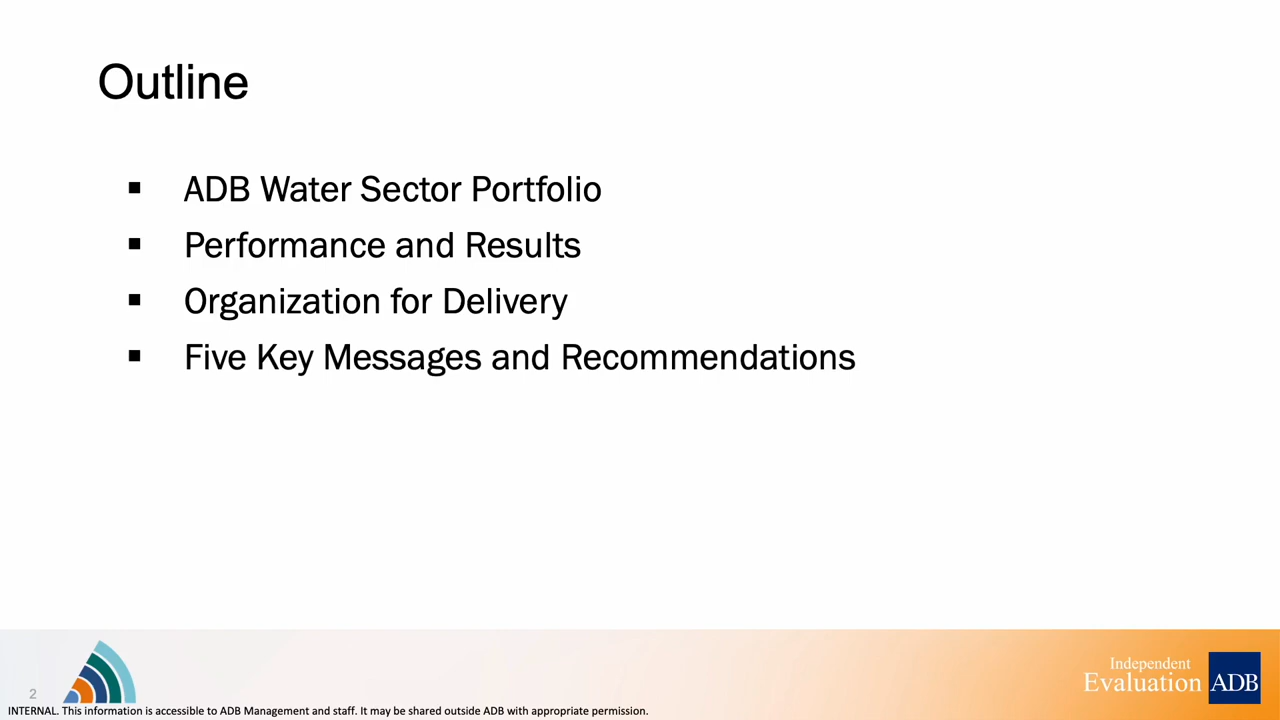 Outline
▪ ADB Water Sector Portfolio
▪ Performance and Results
▪ Organization for Delivery
▪ Five Key Messages and Recommendations
Independent
Evaluation ADB
2
INTERNAL. This information is accessible to ADB Management and staff. It may be shared outside ADB with appropriate permission.